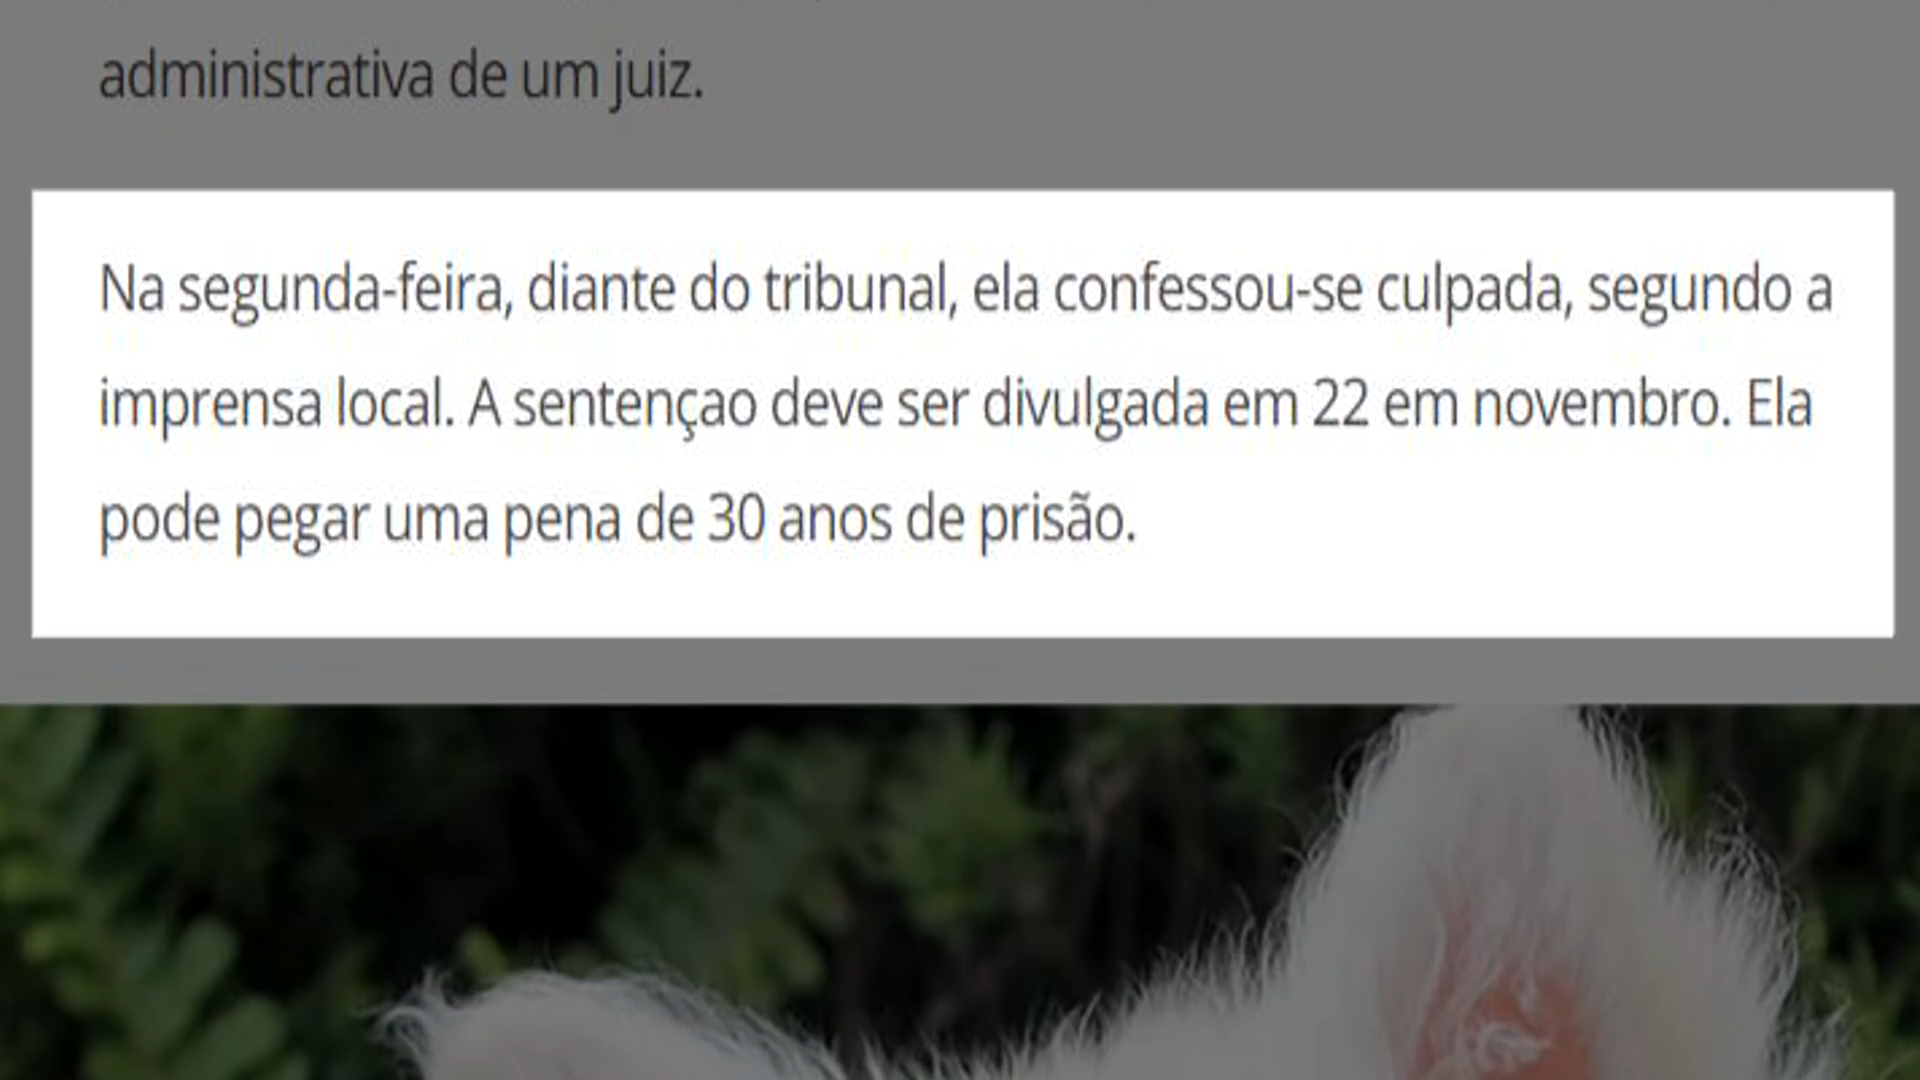 administrativa de um juiz.
Na segunda-feira, diante do tribunal, ela confessou-se culpada, segundo a
imprensa local. A sentençao deve ser divulgada em 22 em novembro. Ela
pode pegar uma pena de 30 anos de prisão.